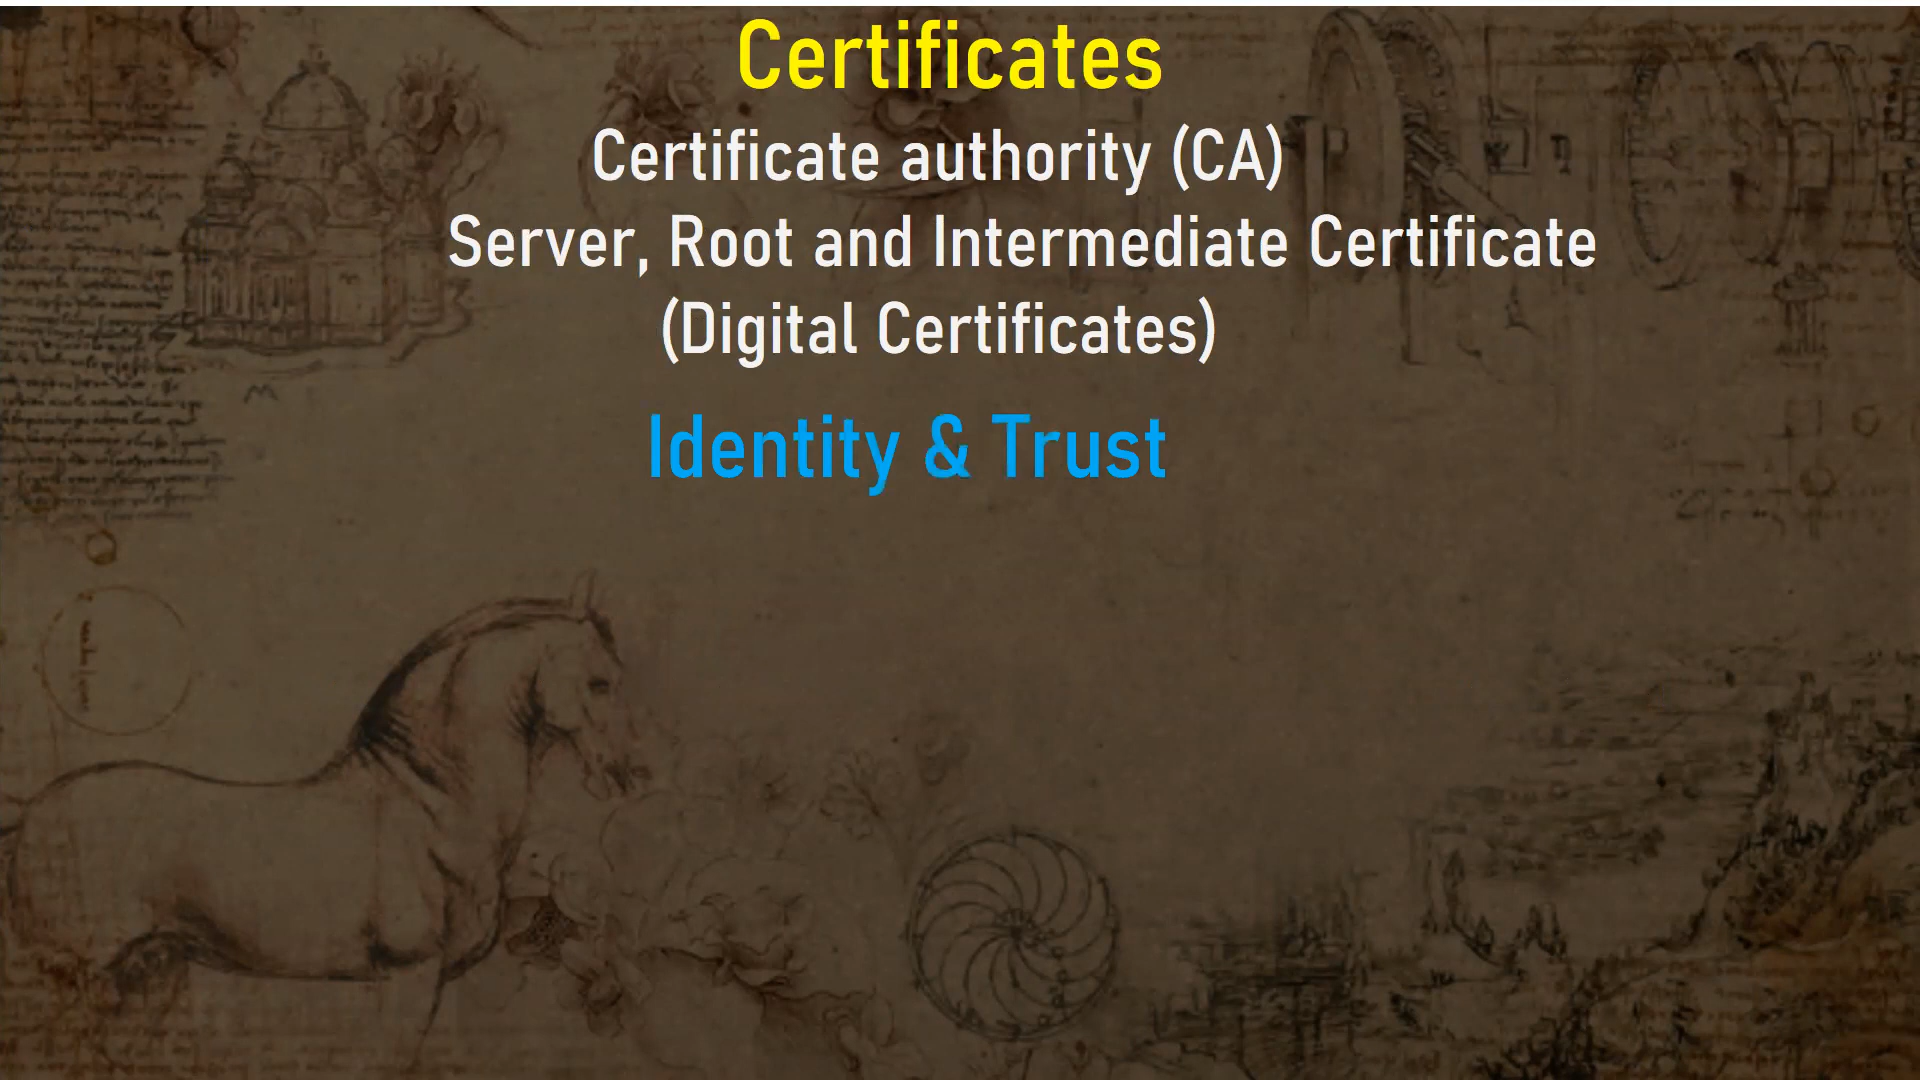 Certificates
Certificate authority (CA)
Server, Root and Intermediate Certificate
(Digital Certificates)
Identity & Trust